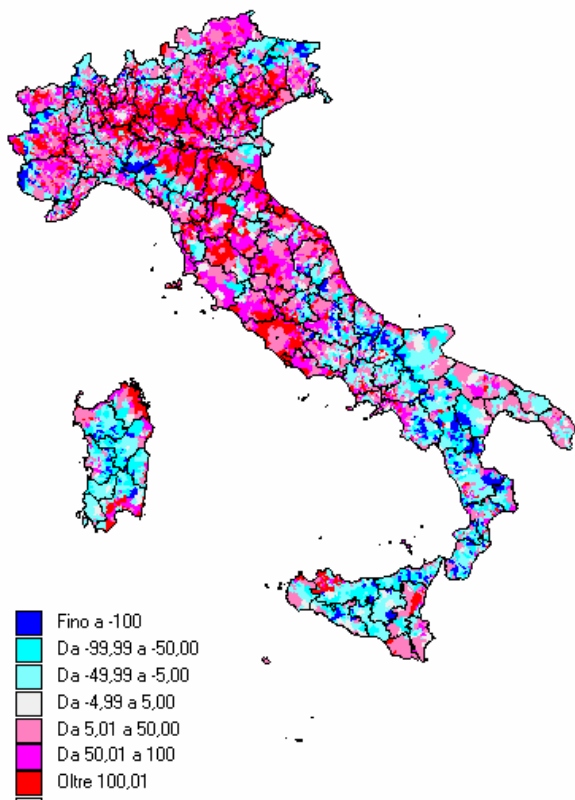 Fino a -100
Da -99,99 a -50,00
Da -49,99 a -5,00
Da -4,99 a 5,00
Da 5,01 a 50,00
Da 50,01 a 100
Oltre 100,01